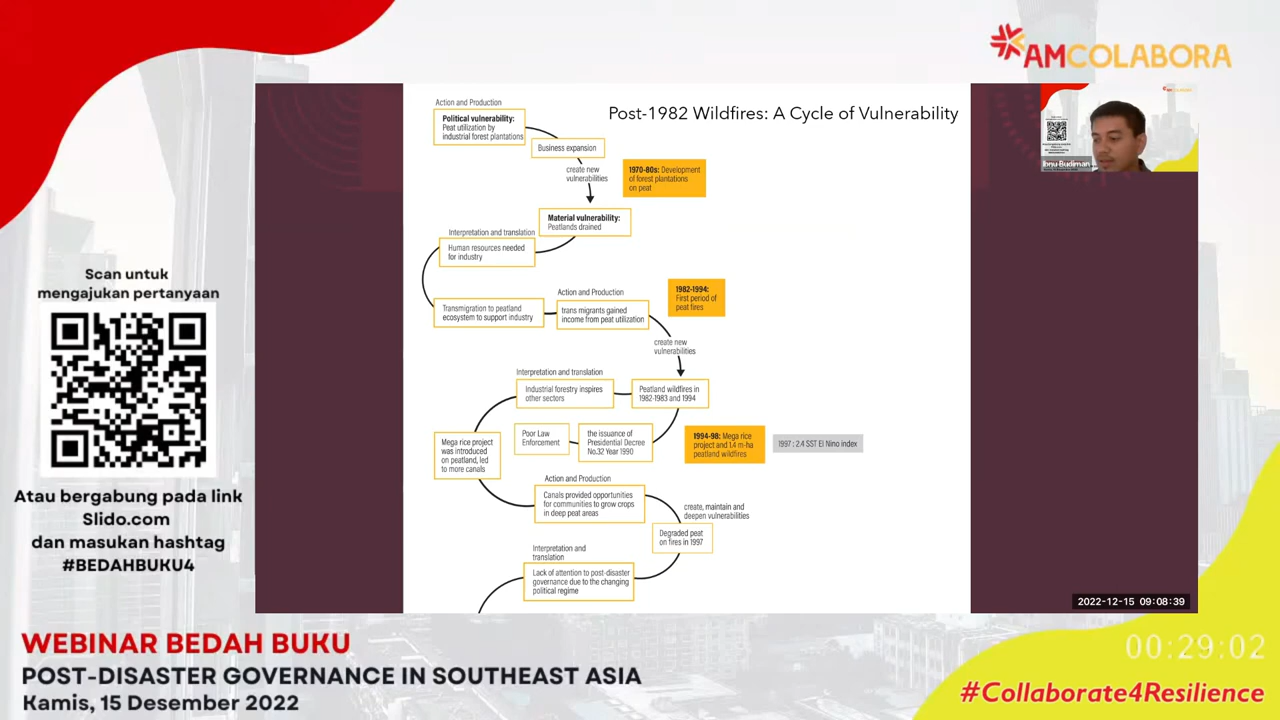 AMCOLABORA
Scan untuk
mengajukan pertanyaan
Atau bergabung pada link
Slido.com
dan masukan hashtag
#BEDAHBUKU4
Post-1982 Wildfires: A Cycle of Vulnerability
Action and Production
Political vulnerability:
Peat utilization by
industrial forest plantations
Business expansion
create new
vulnerabilities
1970-80s: Development
of forest plantations
on peat
Material vulnerability:
Peatlands drained
Interpretation and translation
Human resources needed
for industry
Transmigration to peatland
ecosystem to support industry
Action and Production
trans migrants gained
income from peat utilization
1982-1994:
First period of
peat fires
create new
vulnerabilities
Interpretation and translation
Industrial forestry inspires
other sectors
Peatland wildfires in
1982-1983 and 1994
Mega rice project
was introduced
on peatland, led
to more canals
Poor Law
Enforcement
the issuance of
Presidential Decree
No.32 Year 1990
1994-98: Mega rice
project and 1.4 m-ha
peatland wildfires
1997 : 2.4 SST El Nino index
Action and Production
Canals provided opportunities
for communities to grow crops
in deep peat areas
create, maintain and
deepen vulnerabilities
Degraded peat
on fires in 1997
Interpretation and
translation
Lack of attention to post-disaster
governance due to the changing
political regime
Ibnu Budiman
2022-12-15 09:08:39
WEBINAR BEDAH BUKU
POST-DISASTER GOVERNANCE IN SOUTHEAST ASIA
Kamis, 15 Desember 2022
00:29:02
#Collaborate4Resilience